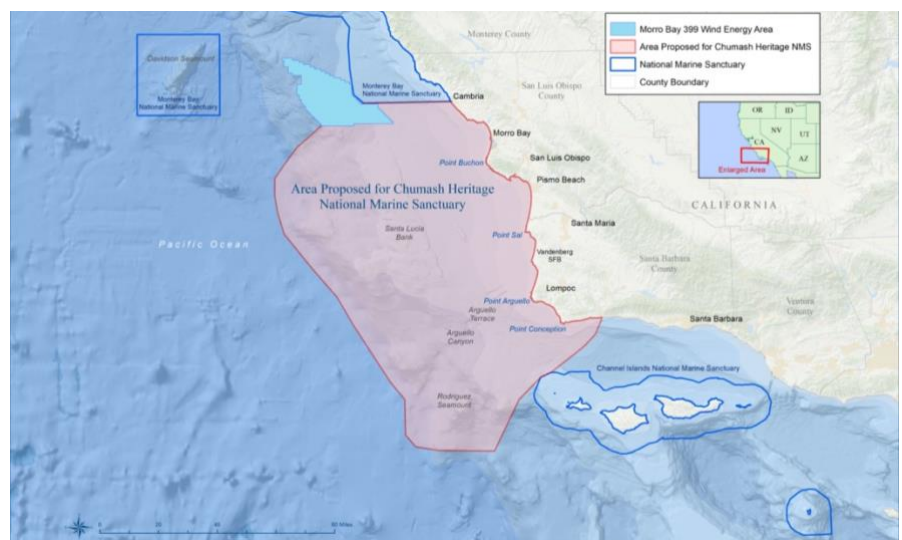 Morro Bay 399 Wind Energy Area
Area Proposed for Chumash Heritage NMS
National Marine Sanctuary
County Boundary
OR
ID
NV
UT
CA
AZ
Enlarged Area
Monterey County
Davidson Seamount
Monterey Bay
National Marine Sanctuary
Monterey Bay
National Marine Sanctuary
Cambria
San Luis Obispo
County
Morro Bay
Point Buchon
San Luis Obispo
Pismo Beach
Area Proposed for Chumash Heritage
National Marine Sanctuary
CALIFORNIA
Santa Lucia
Bank
Point Sal
Santa Maria
Pacific Ocean
Vandenberg
SFB
Santa Barbara
County
Lompoc
Point Arguello
Arguello
Terrace
Ventura
County
Santa Barbara
Point Conception
Arguello
Canyon
Channel Islands National Marine Sanctuary
Rodriguez
Seamount
0
80 Miles